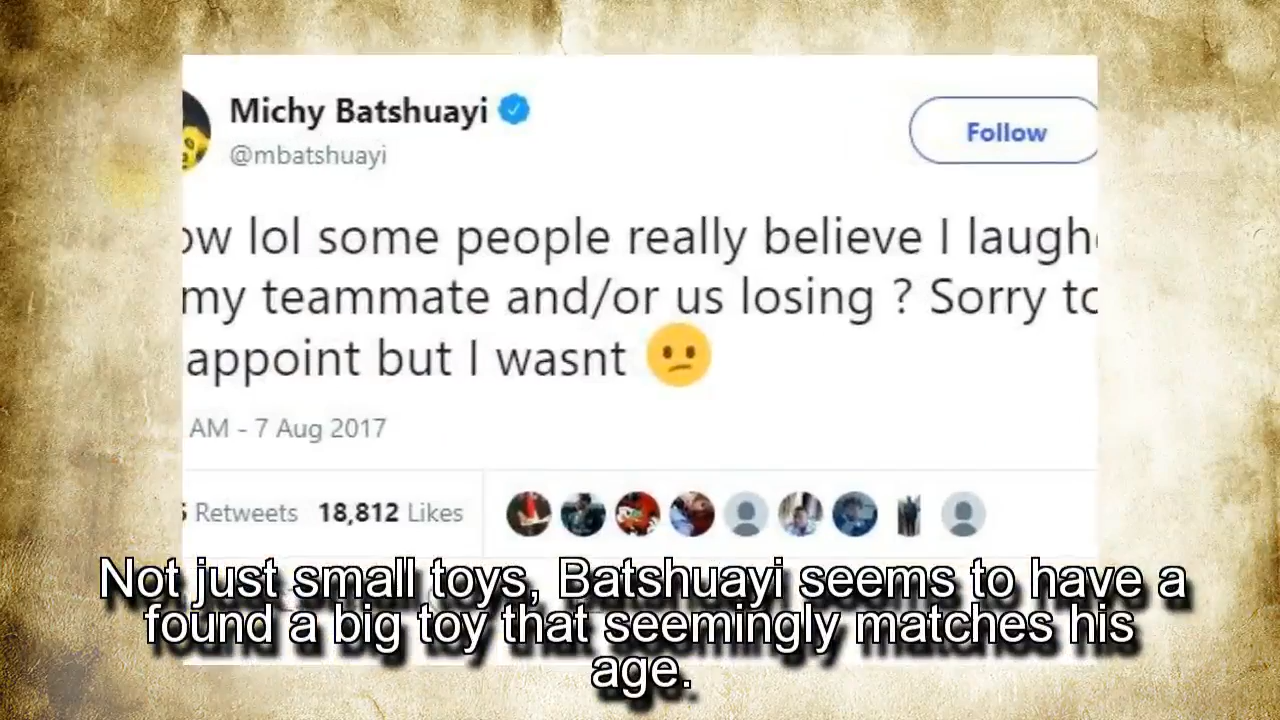 Michy Batshuayi
@mbatshuayi
Follow
ow lol some people really believe I laugh
my teammate and/or us losing ? Sorry to
appoint but I wasnt 😕
AM - 7 Aug 2017
Retweets 18,812 Likes
Not just small toys, Batshuayi seems to have a
found a big toy that seemingly matches his
age.